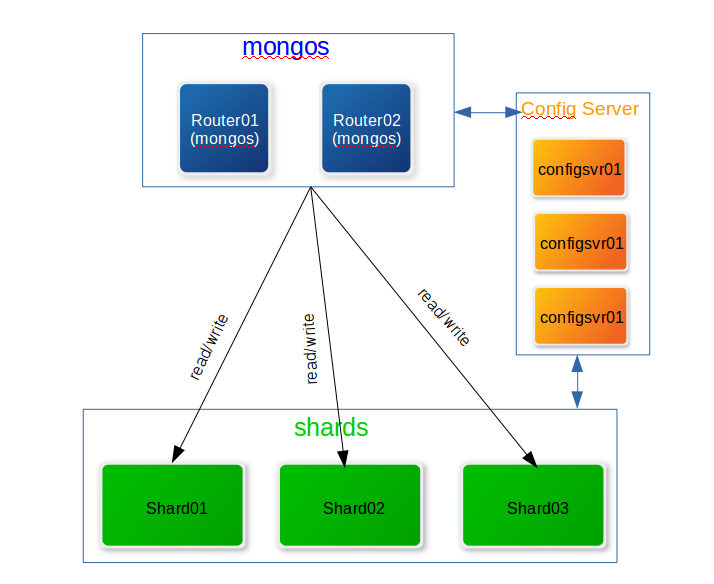 mongos
Router01
(mongos)
Router02
(mongos)
Config Server
configsvr01
configsvr01
configsvr01
read/write
read/write
read/write
shards
Shard01
Shard02
Shard03